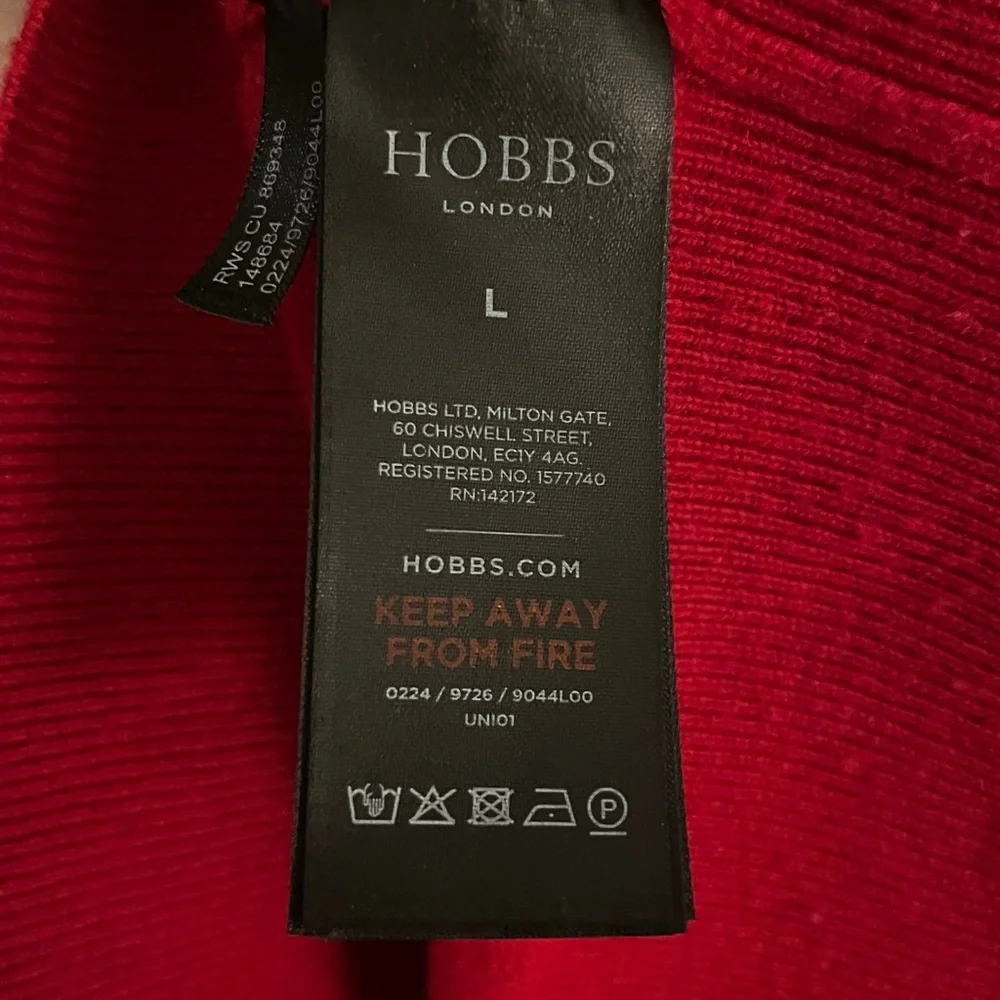 RWS CU 869348
148684
0224/9726/9044L00
HOBBS
LONDON
L
HOBBS LTD, MILTON GATE,
60 CHISWELL STREET,
LONDON, EC1Y 4AG.
REGISTERED NO. 1577740
RN:142172
HOBBS.COM
KEEP AWAY
FROM FIRE
0224 / 9726 / 9044L00
UNI01
P